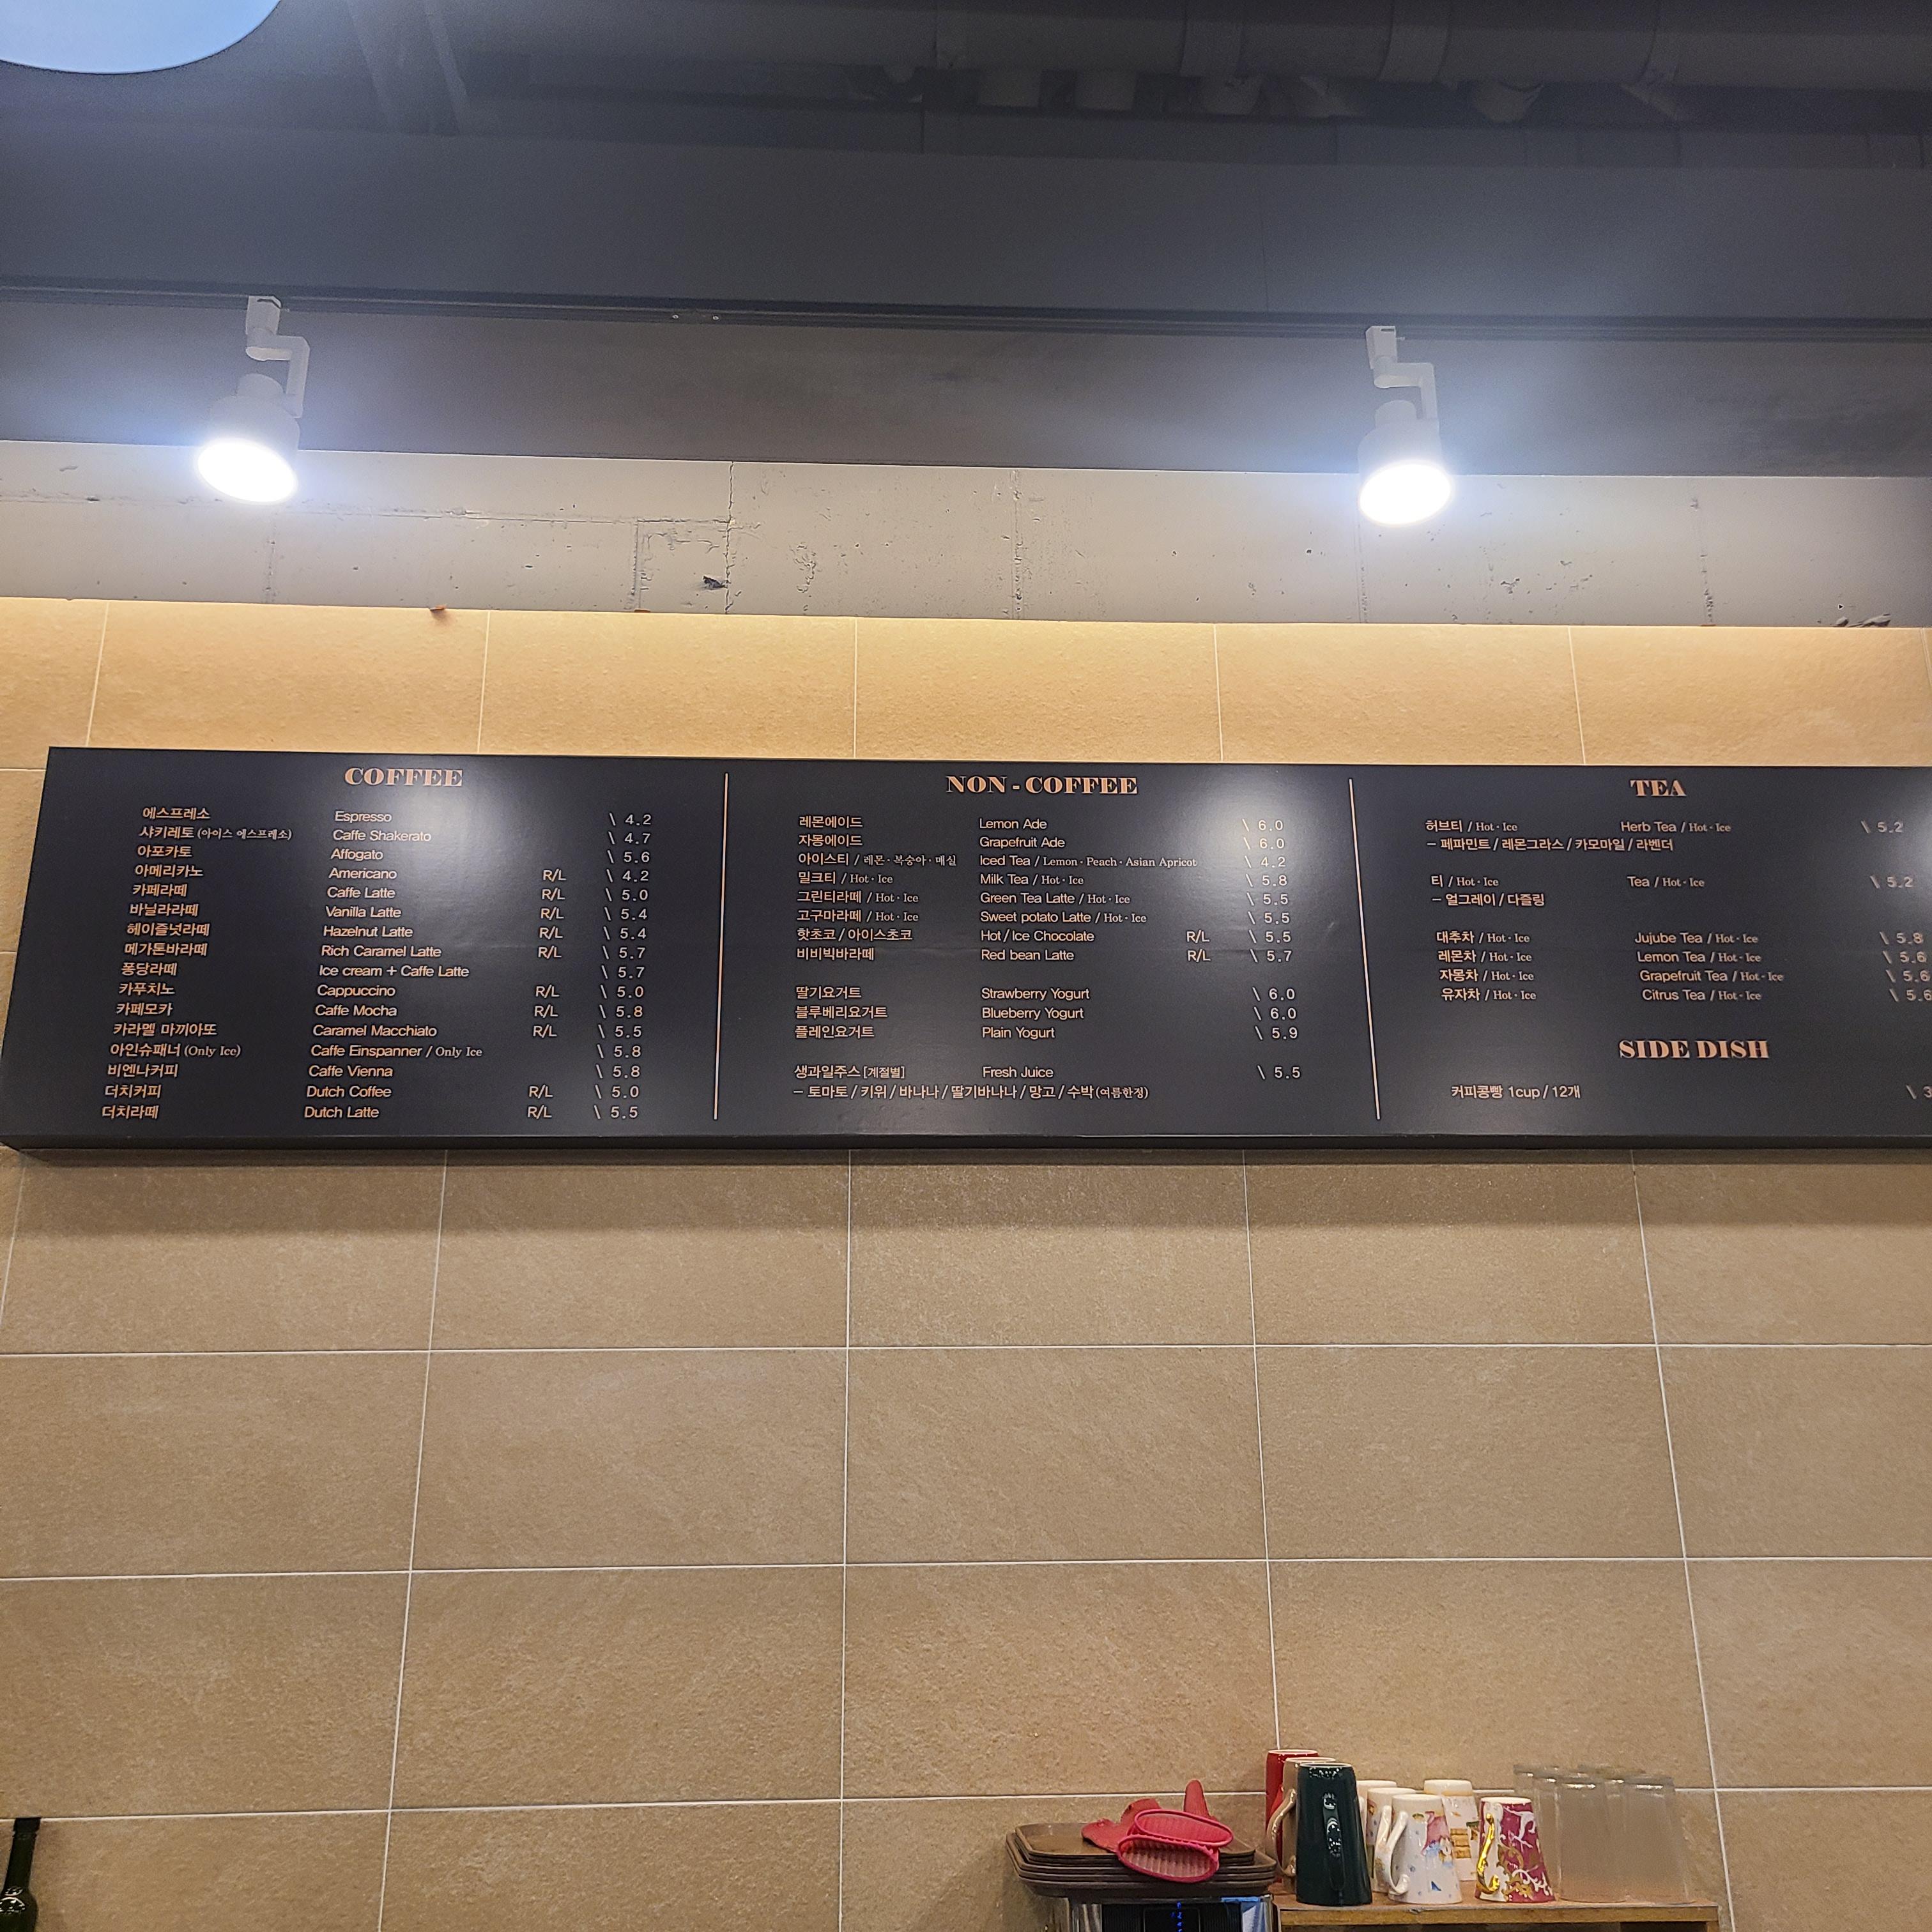 COFFEE
에스프레소 Espresso \ 4.2
샤키레토 (아이스 에스프레소) Caffe Shakerato \ 4.7
아포카토 Affogato \ 5.6
아메리카노 Americano R/L \ 4.2
카페라떼 Caffe Latte \ 5.0
바닐라라떼 Vanilla Latte R/L \ 5.4
헤이즐넛라떼 Hazelnut Latte R/L \ 5.4
메가톤바라떼 Rich Caramel Latte R/L \ 5.7
퐁당라떼 Ice cream + Caffe Latte \ 5.7
카푸치노 Cappuccino R/L \ 5.0
카페모카 Caffe Mocha R/L \ 5.8
카라멜 마끼아또 Caramel Macchiato R/L \ 5.5
아인슈패너 (Only Ice) Caffe Einspanner / Only Ice \ 5.8
비엔나커피 Caffe Vienna \ 5.8
더치커피 Dutch Coffee R/L \ 5.0
더치라떼 Dutch Latte R/L \ 5.5
NON - COFFEE
레몬에이드 Lemon Ade \ 6.0
자몽에이드 Grapefruit Ade \ 6.0
아이스티 / 레몬 · 복숭아 · 매실 Iced Tea / Lemon · Peach · Asian Apricot \ 4.2
밀크티 / Hot · Ice Milk Tea / Hot · Ice \ 5.8
그린티라떼 / Hot · Ice Green Tea Latte / Hot · Ice \ 5.5
고구마라떼 / Hot · Ice Sweet potato Latte / Hot · Ice \ 5.5
핫초코 / 아이스초코 Hot / Ice Chocolate R/L \ 5.5
비비빅바라떼 Red bean Latte R/L \ 5.7
딸기요거트 Strawberry Yogurt \ 6.0
블루베리요거트 Blueberry Yogurt \ 6.0
플레인요거트 Plain Yogurt \ 5.9
생과일주스 [계절별] Fresh Juice \ 5.5
– 토마토 / 키위 / 바나나 / 딸기바나나 / 망고 / 수박 (여름한정)
TEA
허브티 / Hot · Ice Herb Tea / Hot · Ice \ 5.2
– 페파민트 / 레몬그라스 / 카모마일 / 라벤더
티 / Hot · Ice Tea / Hot · Ice \ 5.2
– 얼그레이 / 다즐링
대추차 / Hot · Ice Jujube Tea / Hot · Ice \ 5.8
레몬차 / Hot · Ice Lemon Tea / Hot · Ice \ 5.6
자몽차 / Hot · Ice Grapefruit Tea / Hot · Ice \ 5.6
유자차 / Hot · Ice Citrus Tea / Hot · Ice \ 5.6
SIDE DISH
커피콩빵 1cup / 12개